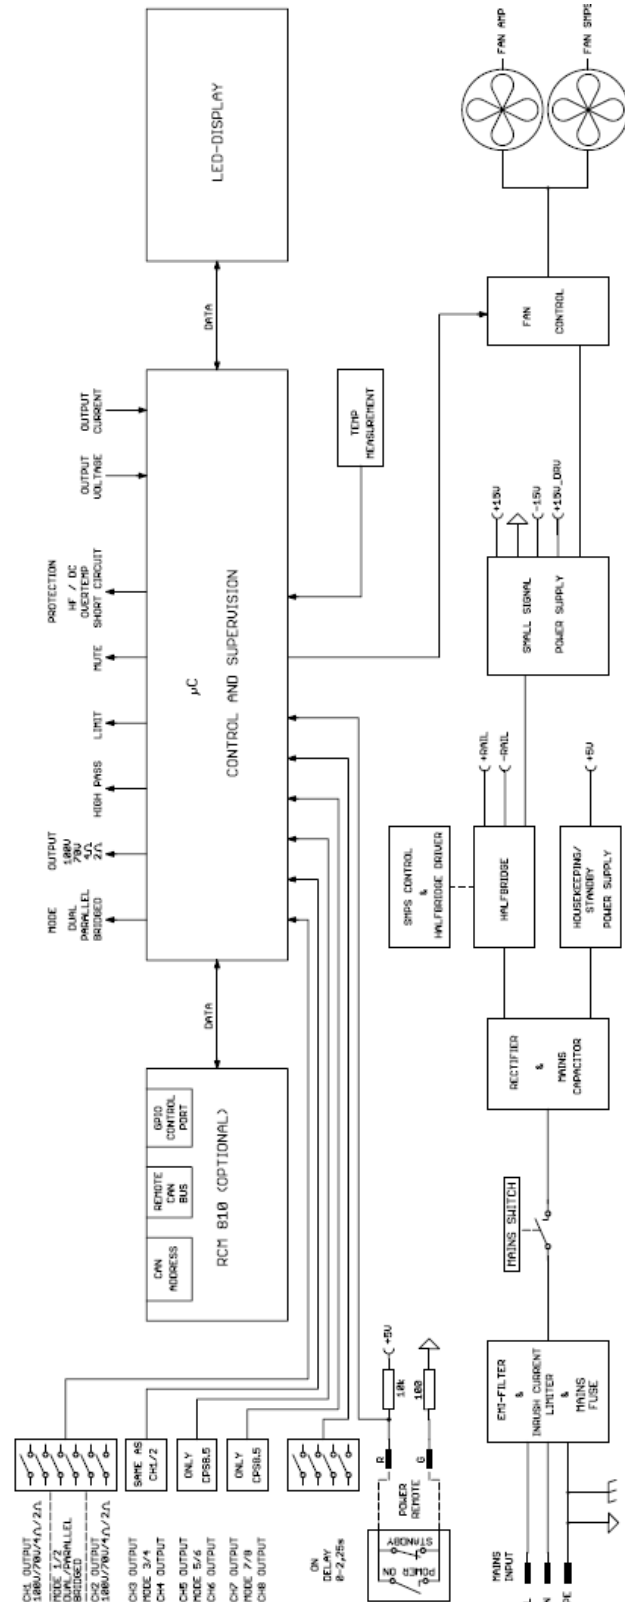 FAN AMP
FAN SMPS
LED-DISPLAY
DATA
FAN
CONTROL
OUTPUT
CURRENT
OUTPUT
VOLTAGE
PROTECTION
HF / DC
OVERTEMP
SHORT CIRCUIT
MUTE
LIMIT
HIGH PASS
OUTPUT
100V
70V
4Ω
2Ω
MODE
DUAL
PARALLEL
BRIDGED
µC
CONTROL AND SUPERVISION
TEMP
MEASUREMENT
+15V
-15V
+15V_DRV
SMALL SIGNAL
POWER SUPPLY
+RAIL
-RAIL
+5V
SMPS CONTROL
&
HALFBRIDGE DRIVER
HALFBRIDGE
HOUSEKEEPING/
STANDBY
POWER SUPPLY
DATA
RECTIFIER
&
MAINS
CAPACITOR
GPIO
CONTROL
PORT
REMOTE
CAN
BUS
CAN
ADDRESS
RCM 810 (OPTIONAL)
MAINS SWITCH
EMI-FILTER
&
INRUSH CURRENT
LIMITER
&
MAINS
FUSE
+5V
10k
100
R
G
POWER
REMOTE
STANDBY
POWER ON
SAME AS
CH1/2
ONLY
CPS8.5
ONLY
CPS8.5
CH1 OUTPUT
100V/70V/4Ω/2Ω
MODE 1/2
DUAL/PARALLEL
BRIDGED
CH2 OUTPUT
100V/70V/4Ω/2Ω
CH3 OUTPUT
MODE 3/4
CH4 OUTPUT
CH5 OUTPUT
MODE 5/6
CH6 OUTPUT
CH7 OUTPUT
MODE 7/8
CH8 OUTPUT
ON
DELAY
0-2,25s
MAINS
INPUT
L
N
PE